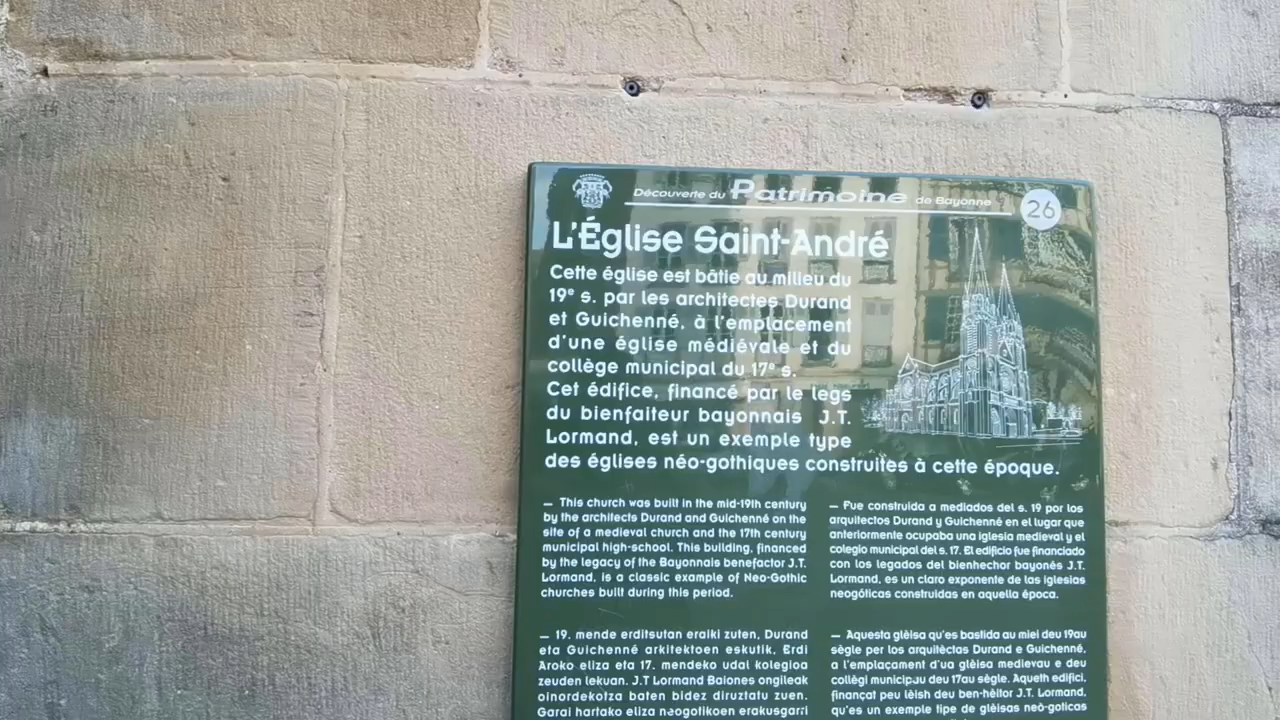 Découverte du Patrimoine de Bayonne
26
L'Église Saint-André
Cette église est bâtie au milieu du
19e s. par les architectes Durand
et Guichenné, à l'emplacement
d'une église médiévale et du
collège municipal du 17e s.
Cet édifice, financé par le legs
du bienfaiteur bayonnais J.T.
Lormand, est un exemple type
des églises néo-gothiques construites à cette époque.
— This church was built in the mid-19th century
by the architects Durand and Guichenné on the
site of a medieval church and the 17th century
municipal high-school. This building, financed
by the legacy of the Bayonnais benefactor J.T.
Lormand, is a classic example of Neo-Gothic
churches built during this period.
— Fue construida a mediados del s. 19 por los
arquitectos Durand y Guichenné en el lugar que
anteriormente ocupaba una iglesia medieval y el
colegio municipal del s. 17. El edificio fue financiado
con los legados del bienhechor bayonés J.T.
Lormand, es un claro exponente de las iglesias
neogóticas construidas en aquella época.
— 19. mende erditsutan eraiki zuten, Durand
eta Guichenné arkitektoen eskutik, Erdi
Aroko eliza eta 17. mendeko udal kolegioa
zeuden lekuan. J.T Lormand Baiones ongileak
oinordekotza baten bidez diruztatu zuen.
Garai hartako eliza neogotikoen erakusgarri
— Aquesta glèisa qu'es bastida au miei deu 19au
sègle per los arquitèctas Durand e Guichenné,
a l'emplaçament d'ua glèisa medievau e deu
collègi municipau deu 17au sègle. Aqueth edifici,
finançat peu lèish deu ben-hèitor J.T. Lormand,
qu'es un exemple tipe de glèisas neò-goticas